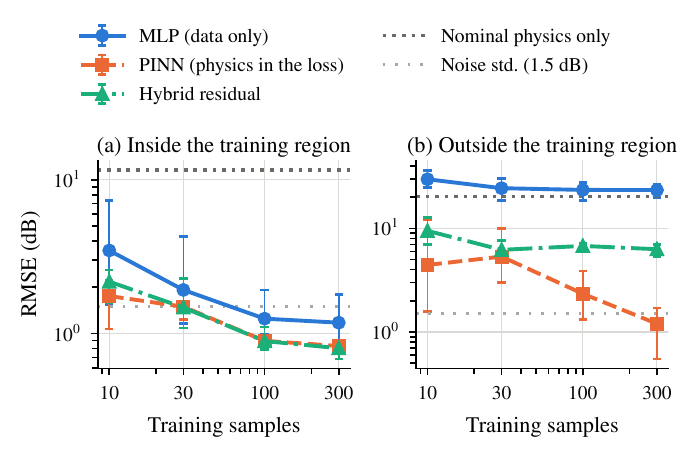 MLP (data only)
PINN (physics in the loss)
Hybrid residual
Nominal physics only
Noise std. (1.5 dB)
(a) Inside the training region
(b) Outside the training region
RMSE (dB)
10¹
10⁰
10 30 100 300
Training samples
10¹
10⁰
10 30 100 300
Training samples